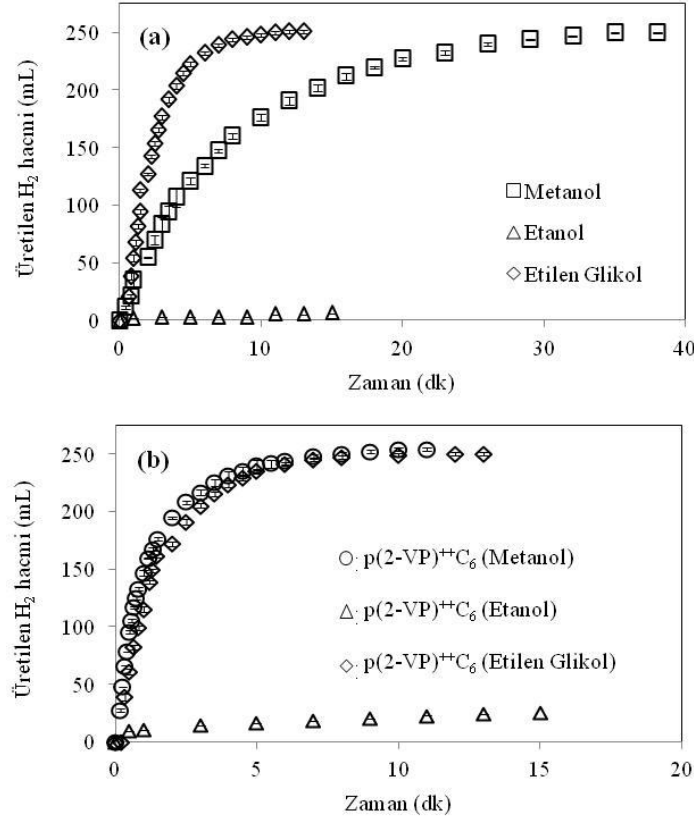 (a)
Üretilen H₂ hacmi (mL)
300
250
200
150
100
50
0
Metanol
Etanol
Etilen Glikol
0 10 20 30 40
Zaman (dk)
(b)
Üretilen H₂ hacmi (mL)
300
250
200
150
100
50
0
p(2-VP)⁺⁺C₆ (Metanol)
p(2-VP)⁺⁺C₆ (Etanol)
p(2-VP)⁺⁺C₆ (Etilen Glikol)
0 5 10 15 20
Zaman (dk)